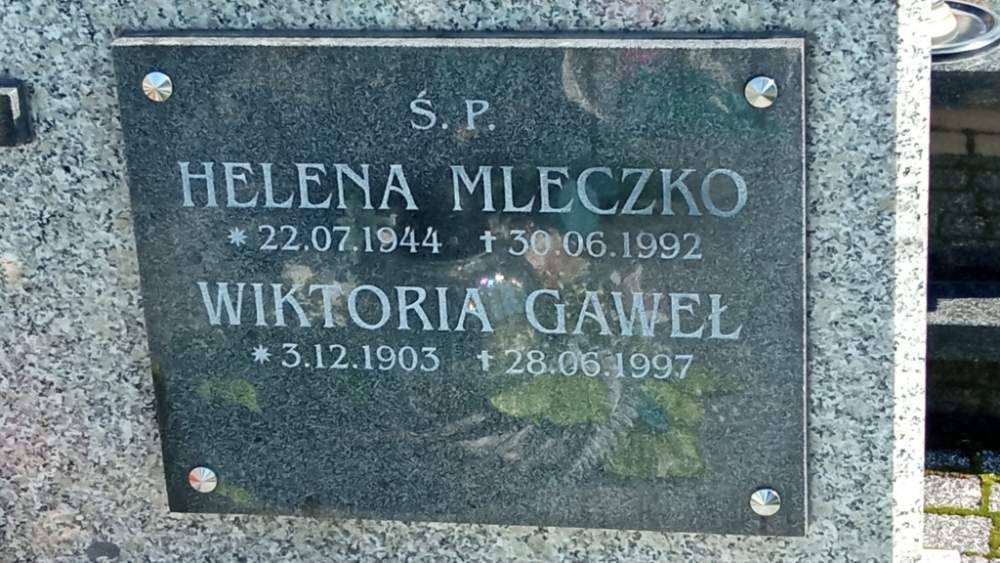 Ś. P.
HELENA MLECZKO
* 22.07.1944 † 30.06.1992
WIKTORIA GAWEŁ
* 3.12.1903 † 28.06.1997